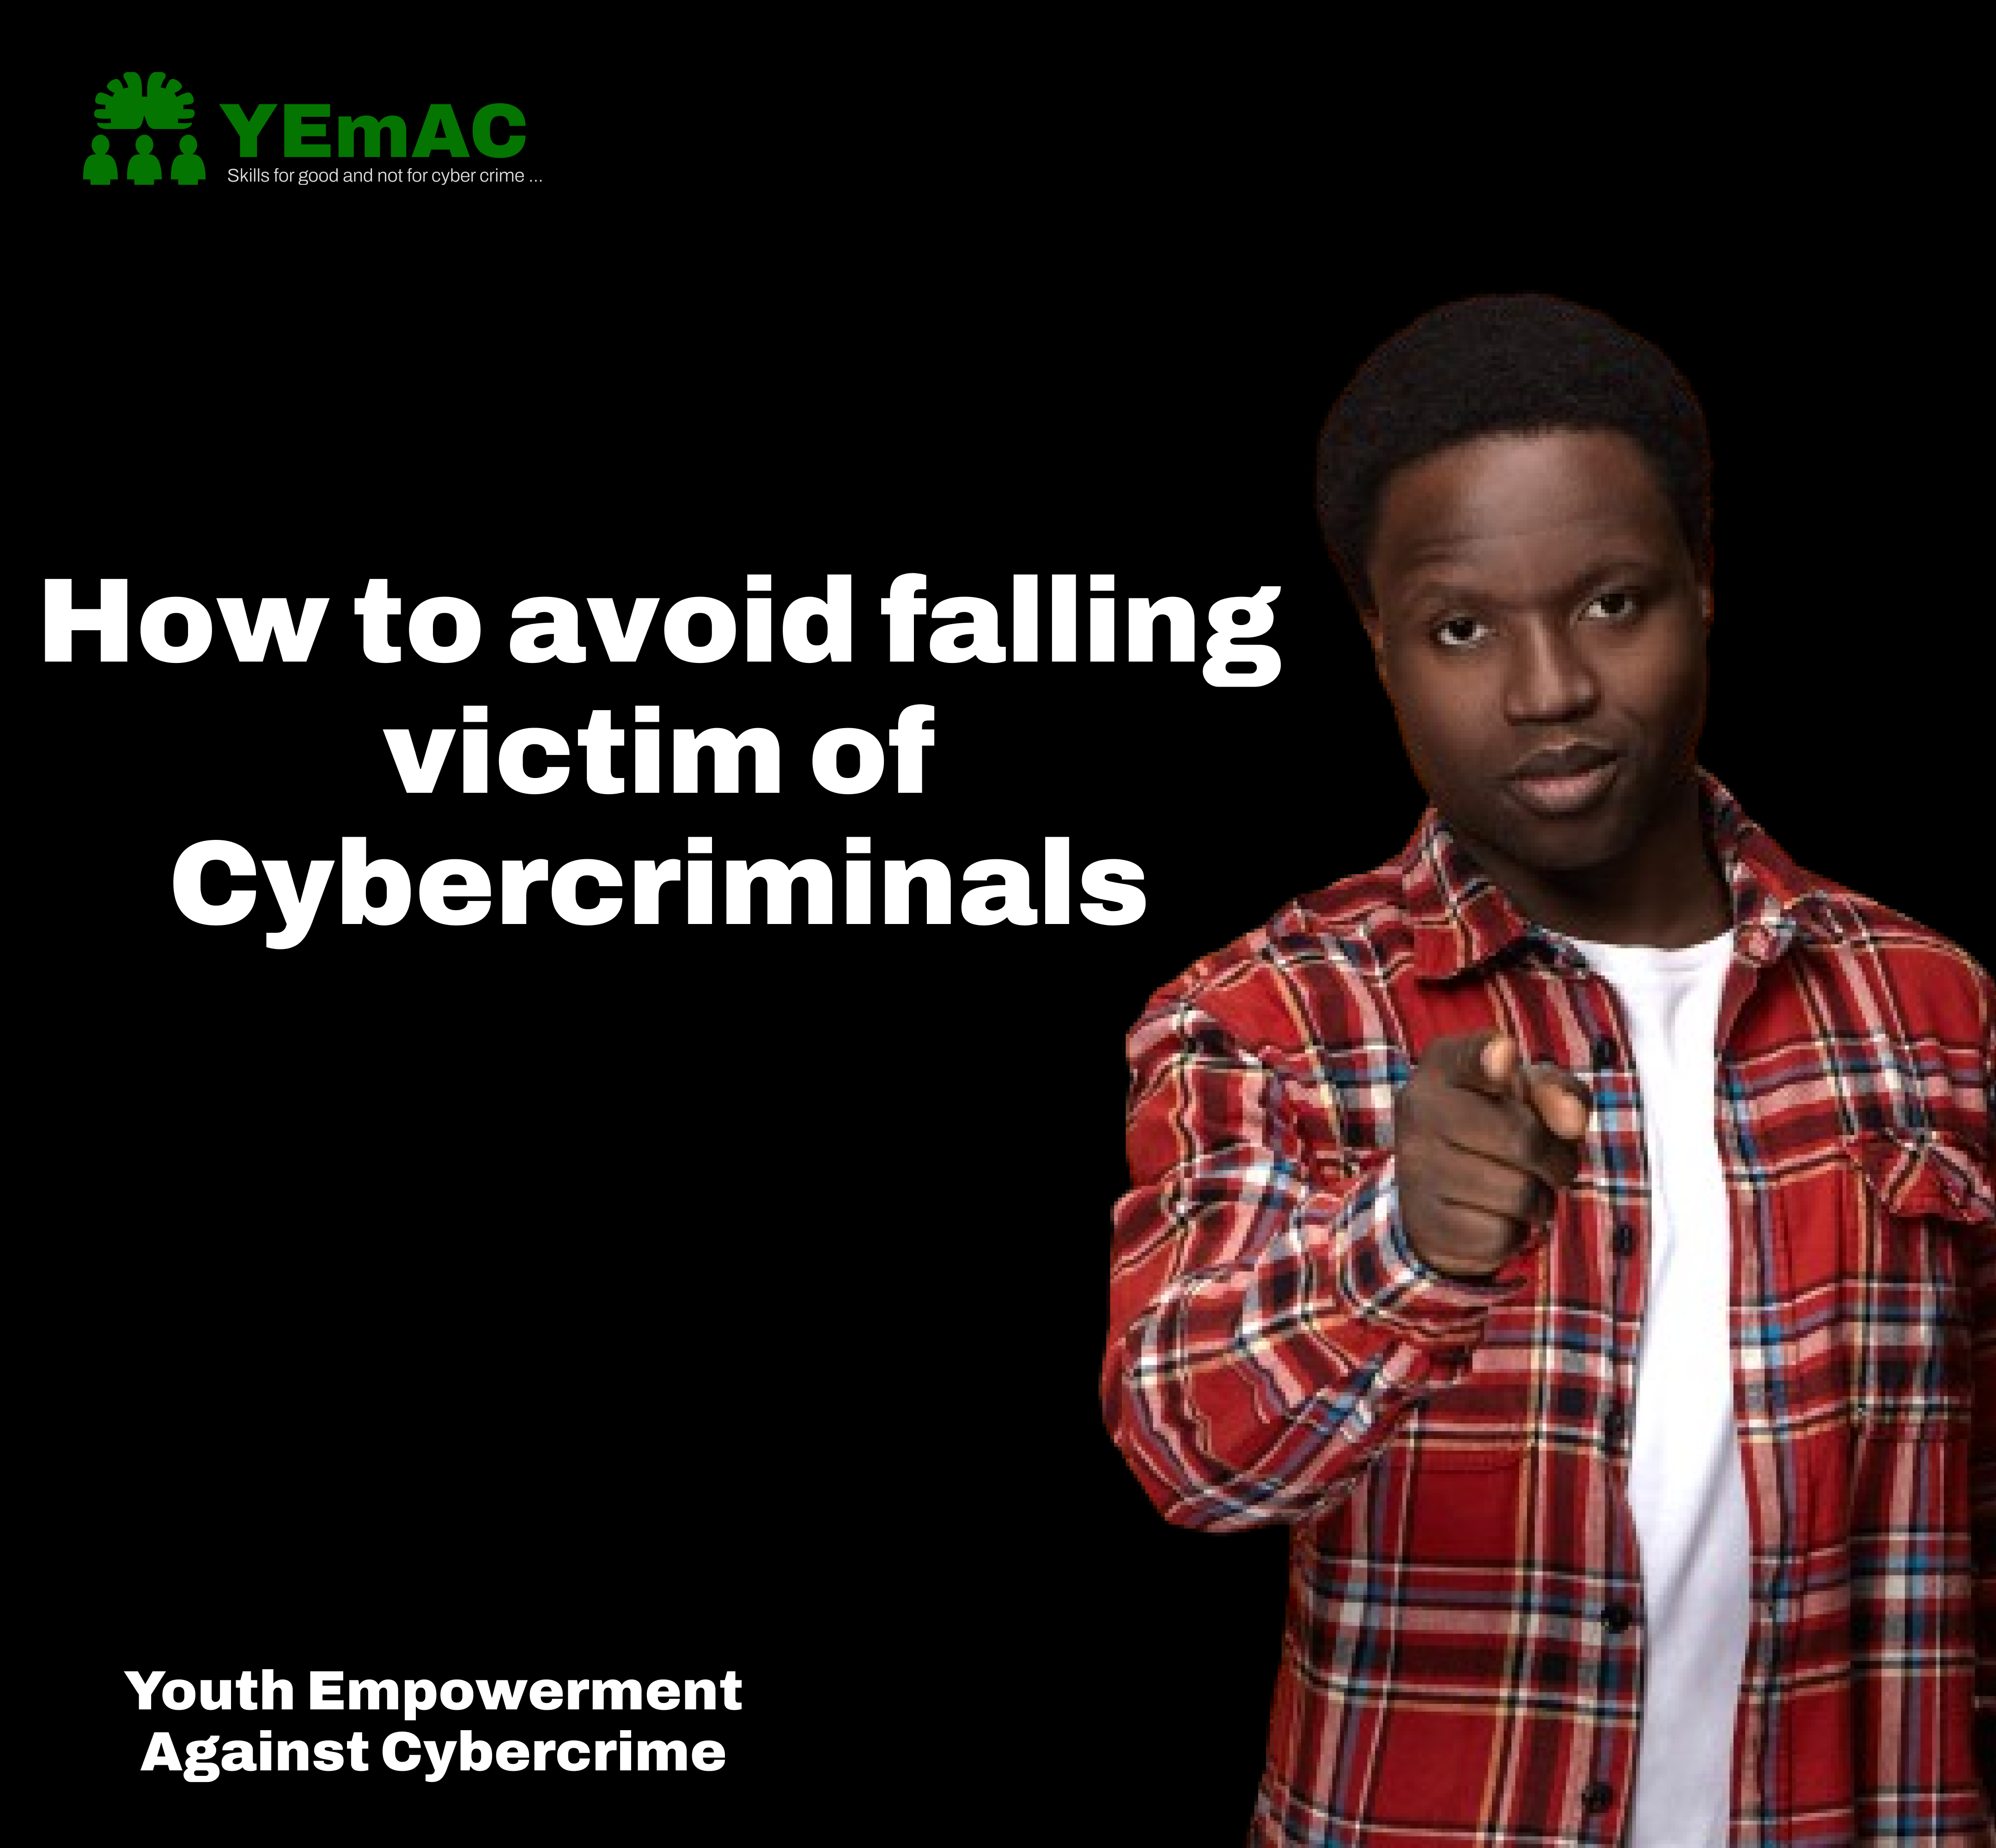 YEmAC
Skills for good and not for cyber crime ...
How to avoid falling
victim of
Cybercriminals
Youth Empowerment
Against Cybercrime